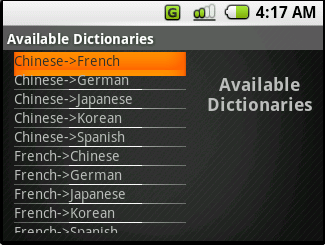 G 4:17 AM
Available Dictionaries
Chinese->French
Chinese->German
Chinese->Japanese
Chinese->Korean
Chinese->Spanish
French->Chinese
French->German
French->Japanese
French->Korean
French->Spanish
Available
Dictionaries